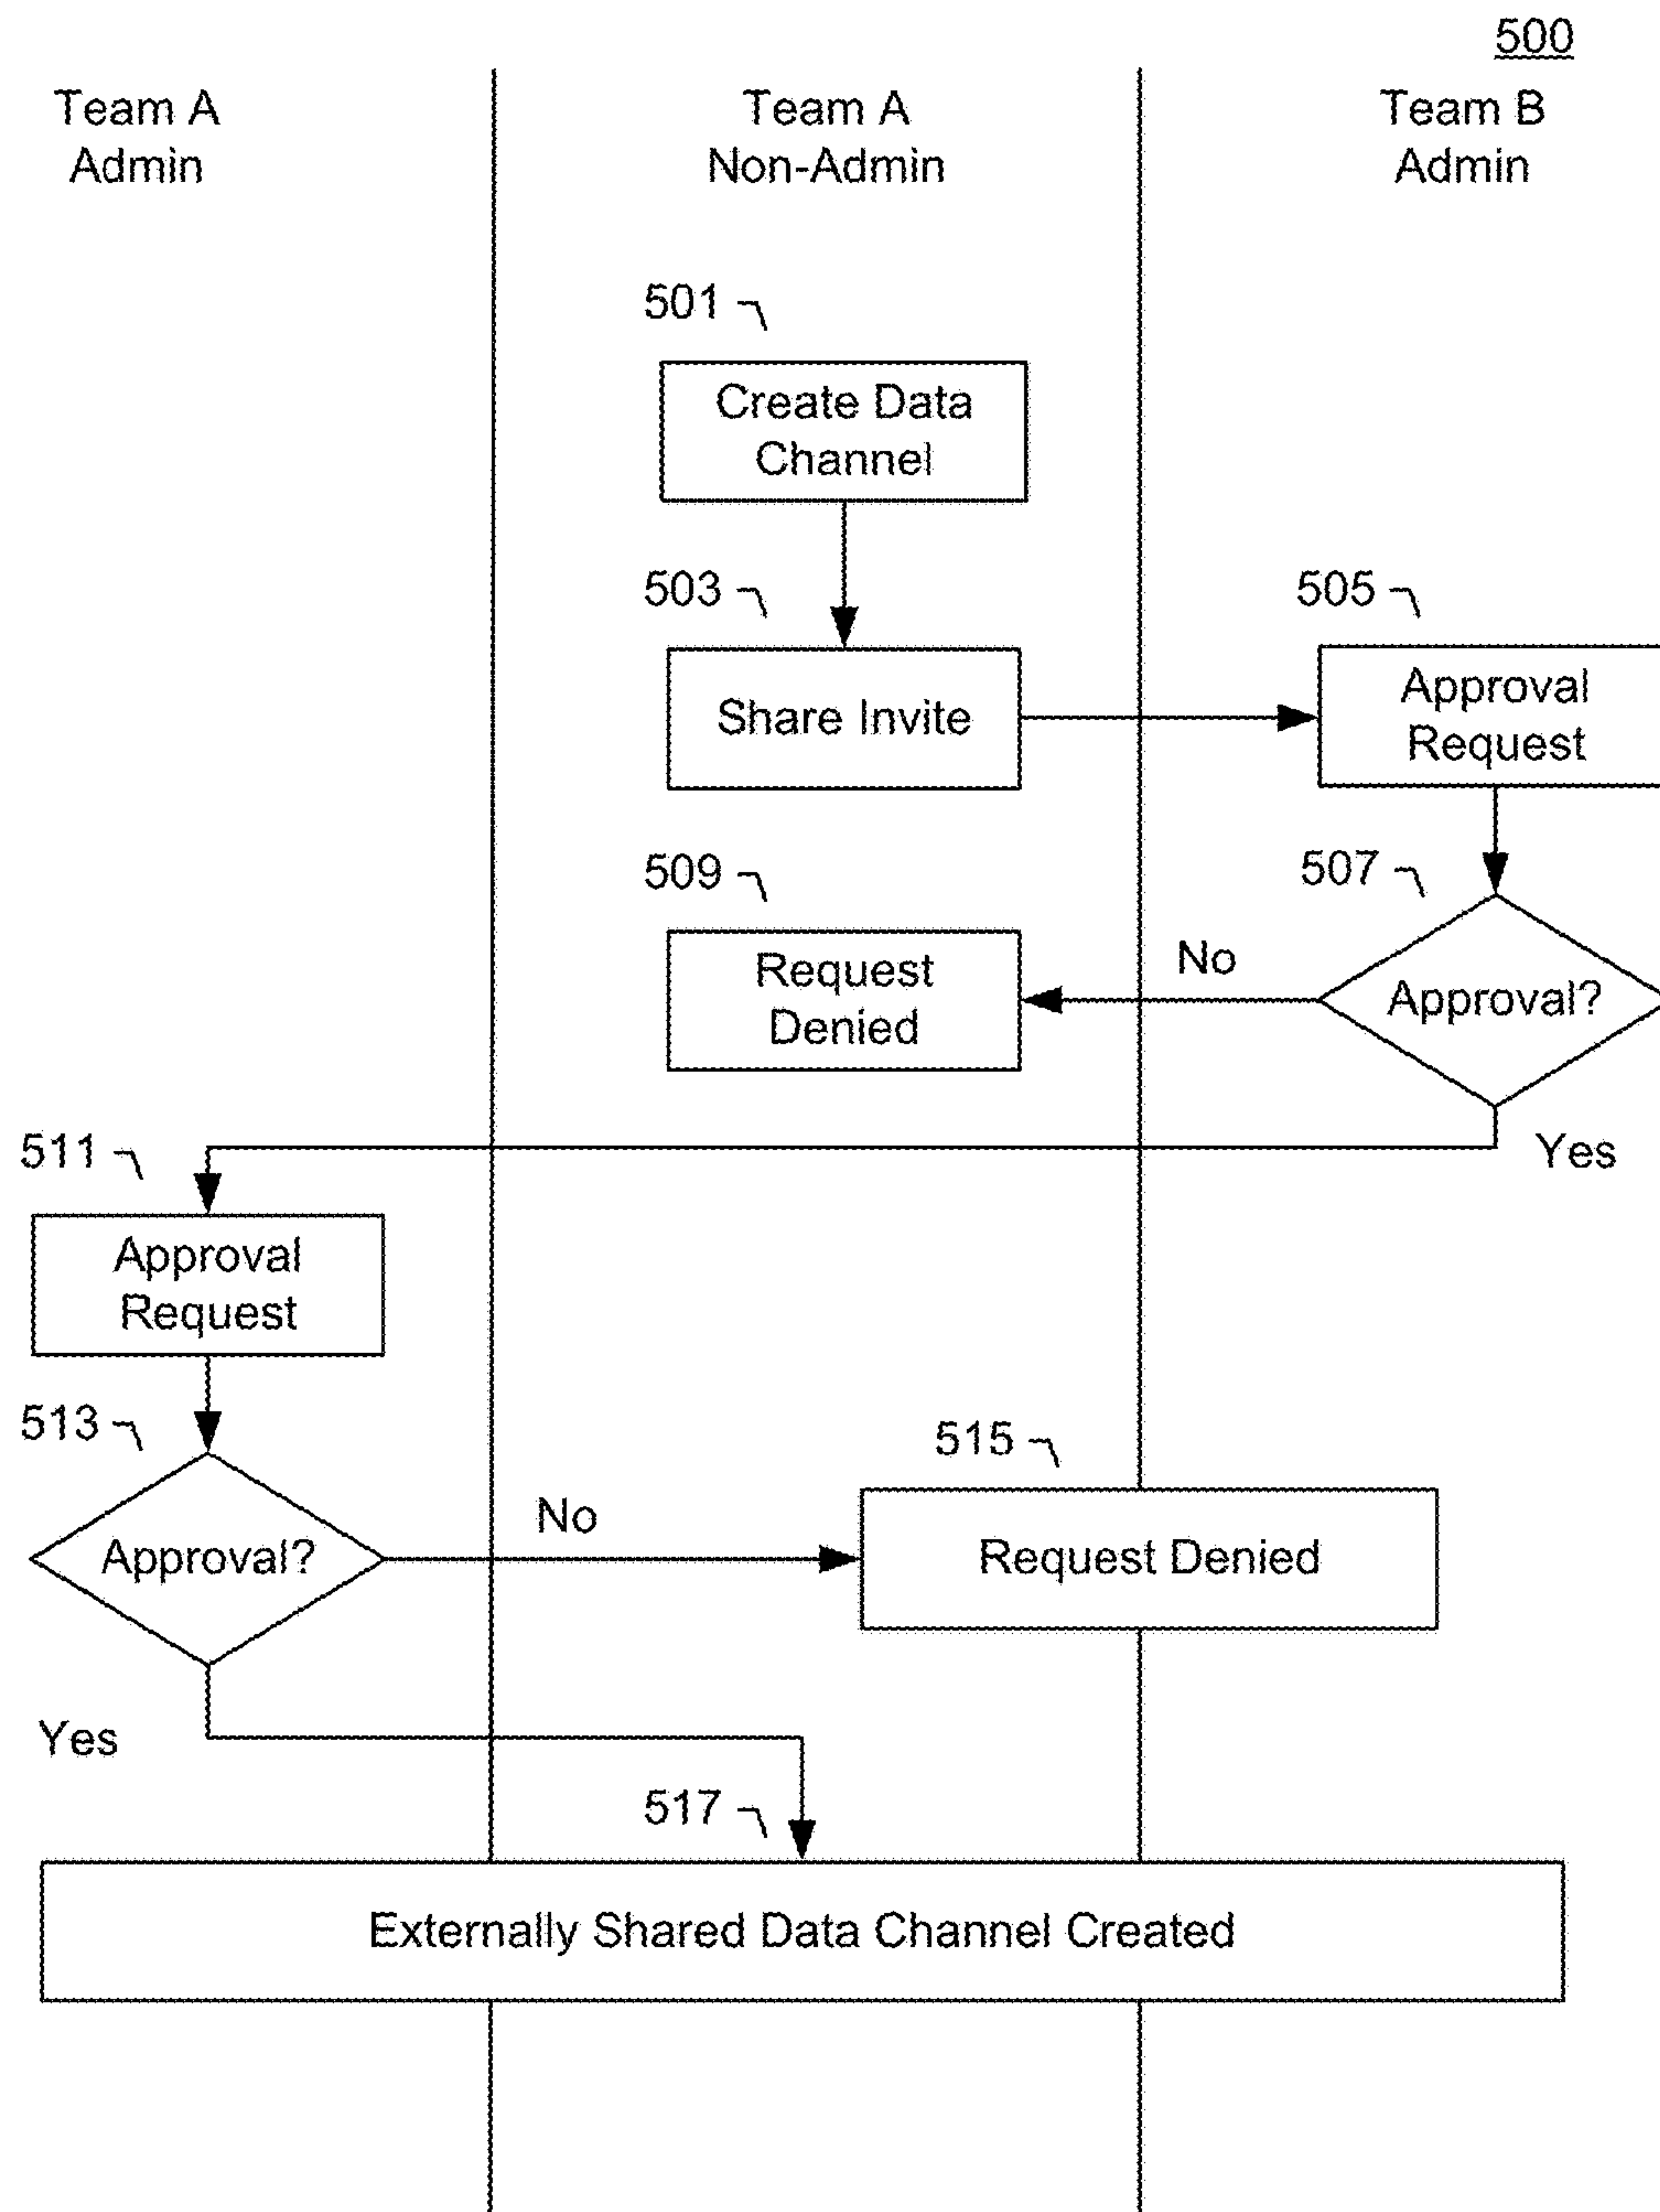 500
Team A
Admin
Team A
Non-Admin
Team B
Admin
501
Create Data
Channel
503
Share Invite
505
Approval
Request
507
Approval?
No
509
Request
Denied
Yes
511
Approval
Request
513
Approval?
No
515
Request Denied
Yes
517
Externally Shared Data Channel Created